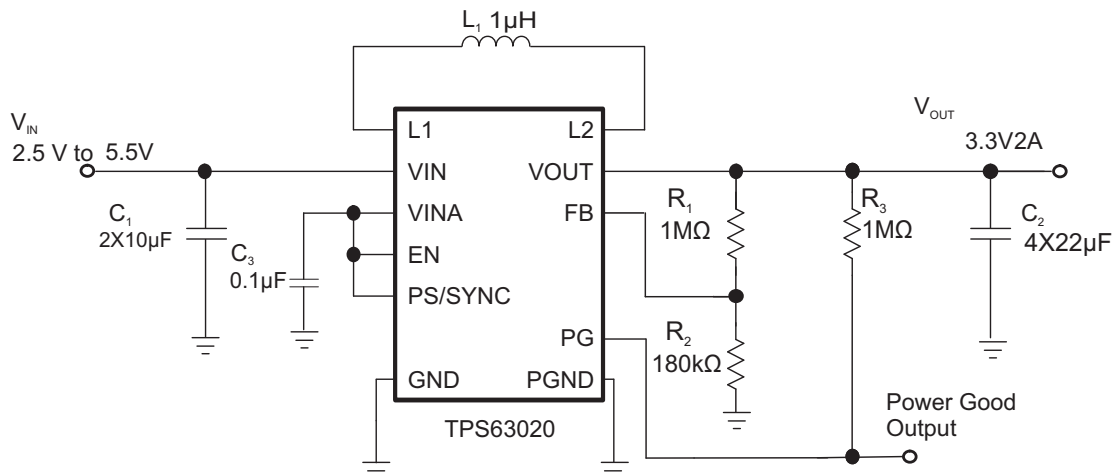 L₁ 1µH
V_IN
2.5 V to 5.5V
V_OUT
3.3V2A
L1
L2
VIN
VOUT
VINA
FB
EN
PS/SYNC
PG
GND
PGND
TPS63020
C₁
2X10µF
C₃
0.1µF
R₁
1MΩ
R₂
180kΩ
R₃
1MΩ
C₂
4X22µF
Power Good
Output